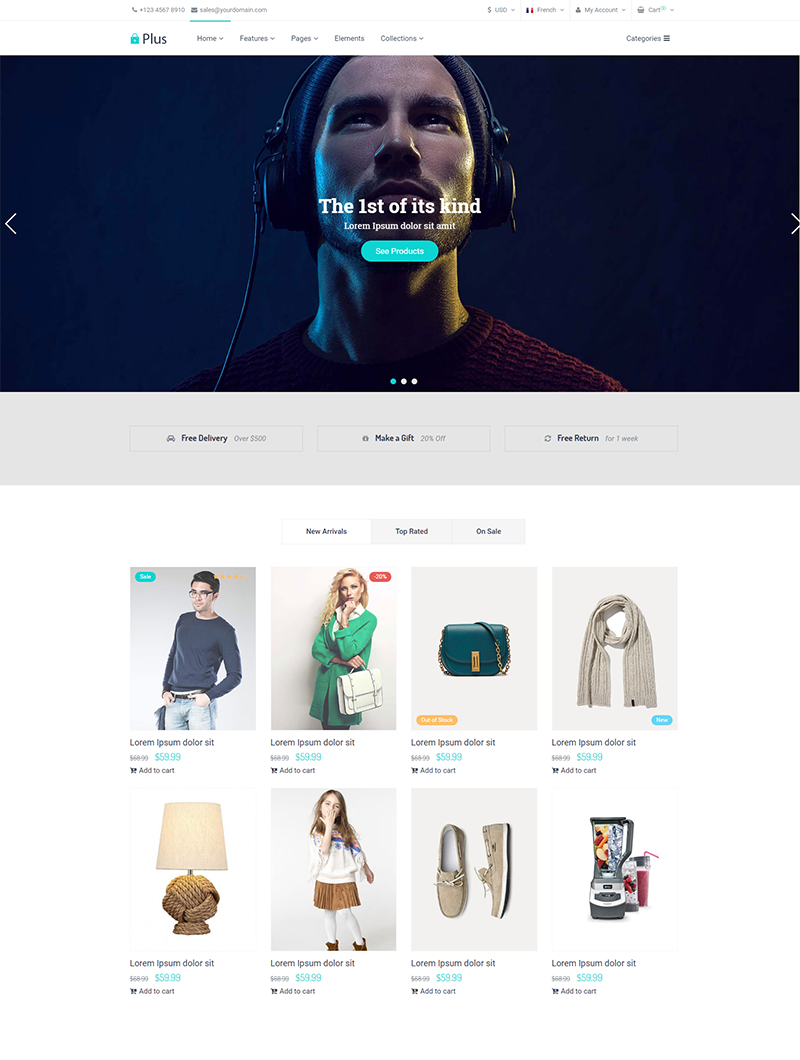 +123 4567 8910 sales@yourdomain.com $ USD French My Account Cart
Plus Home Features Pages Elements Collections Categories
The 1st of its kind
Lorem Ipsum dolor sit amit
See Products
Free Delivery Over $500 Make a Gift 20% Off Free Return for 1 week
New Arrivals Top Rated On Sale
Sale -20%
Out of Stock New
Lorem Ipsum dolor sit Lorem Ipsum dolor sit Lorem Ipsum dolor sit Lorem Ipsum dolor sit
$68.99 $59.99 $68.99 $59.99 $68.99 $59.99 $68.99 $59.99
Add to cart Add to cart Add to cart Add to cart
Lorem Ipsum dolor sit Lorem Ipsum dolor sit Lorem Ipsum dolor sit Lorem Ipsum dolor sit
$68.99 $59.99 $68.99 $59.99 $68.99 $59.99 $68.99 $59.99
Add to cart Add to cart Add to cart Add to cart